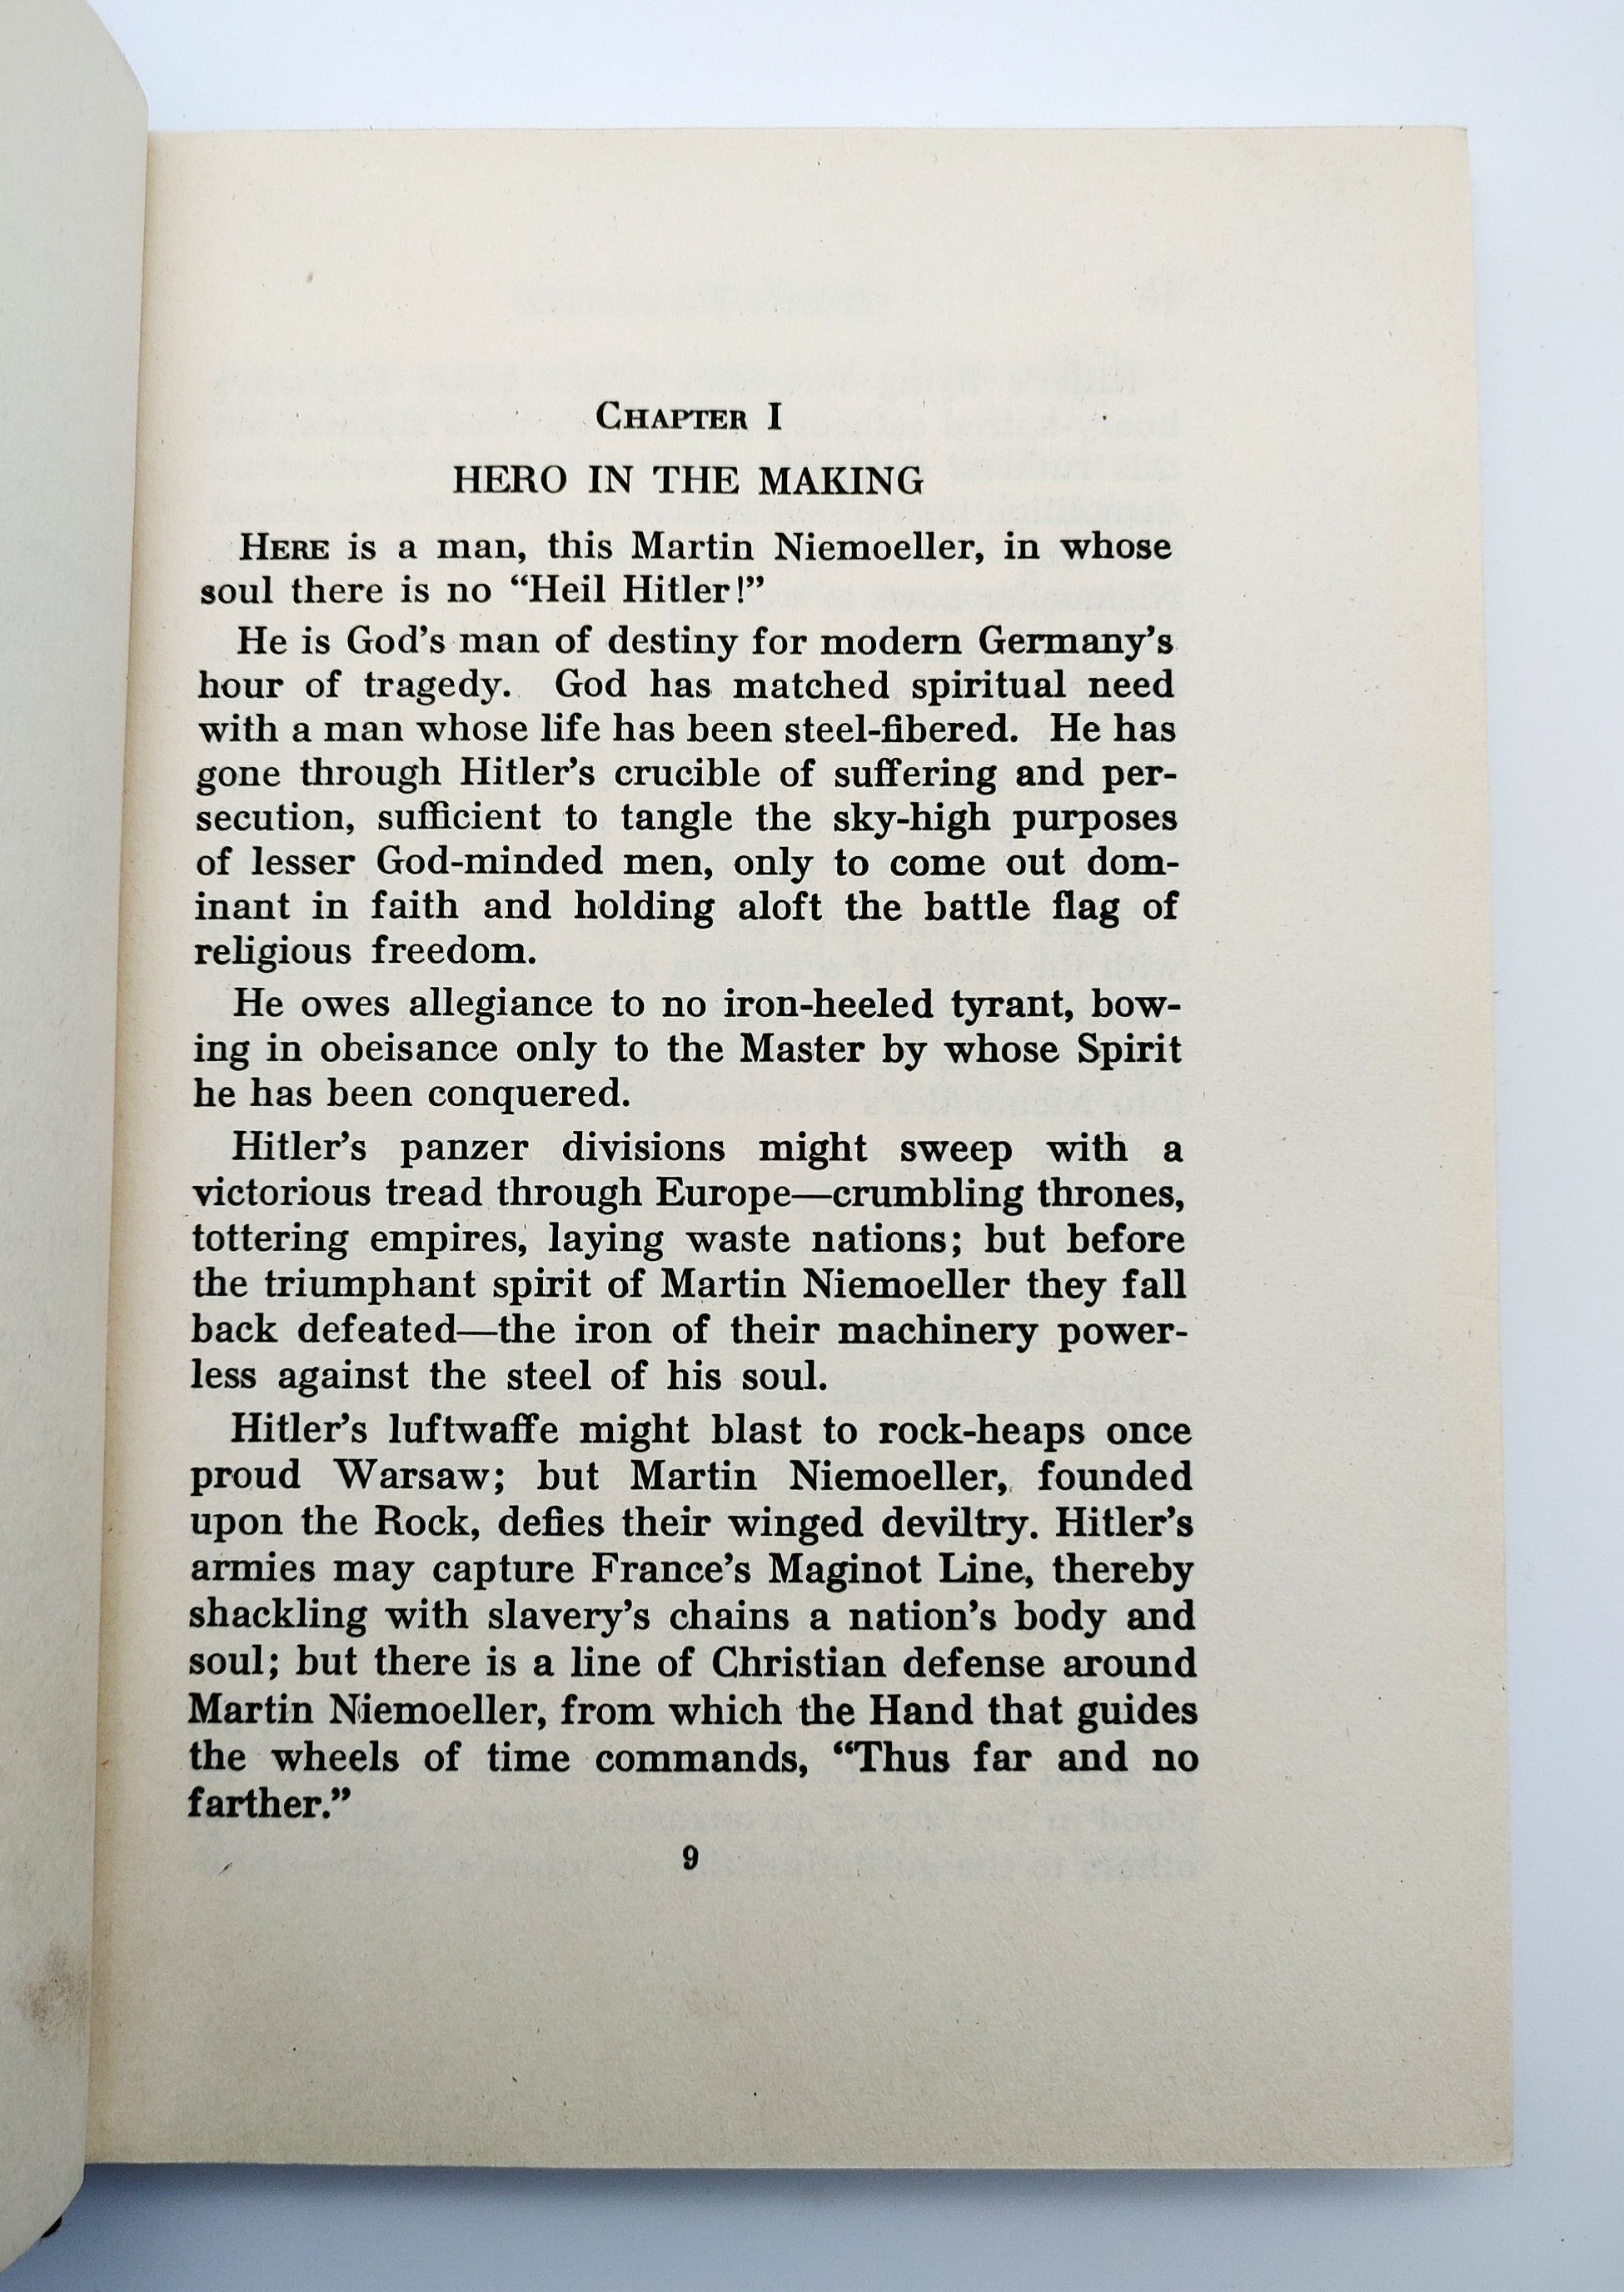 CHAPTER I
HERO IN THE MAKING
HERE is a man, this Martin Niemoeller, in whose
soul there is no “Heil Hitler!”
He is God’s man of destiny for modern Germany’s
hour of tragedy. God has matched spiritual need
with a man whose life has been steel-fibered. He has
gone through Hitler’s crucible of suffering and per-
secution, sufficient to tangle the sky-high purposes
of lesser God-minded men, only to come out dom-
inant in faith and holding aloft the battle flag of
religious freedom.
He owes allegiance to no iron-heeled tyrant, bow-
ing in obeisance only to the Master by whose Spirit
he has been conquered.
Hitler’s panzer divisions might sweep with a
victorious tread through Europe—crumbling thrones,
tottering empires, laying waste nations; but before
the triumphant spirit of Martin Niemoeller they fall
back defeated—the iron of their machinery power-
less against the steel of his soul.
Hitler’s luftwaffe might blast to rock-heaps once
proud Warsaw; but Martin Niemoeller, founded
upon the Rock, defies their winged deviltry. Hitler’s
armies may capture France’s Maginot Line, thereby
shackling with slavery’s chains a nation’s body and
soul; but there is a line of Christian defense around
Martin Niemoeller, from which the Hand that guides
the wheels of time commands, “Thus far and no
farther.”
9